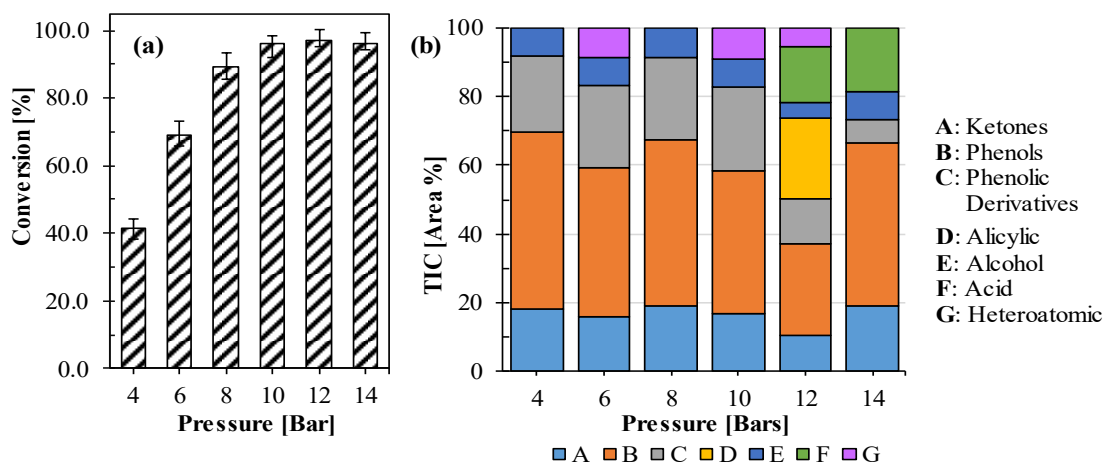 (a)
Conversion [%]
100.0
80.0
60.0
40.0
20.0
0.0
4 6 8 10 12 14
Pressure [Bar]
(b)
TIC [Area %]
100
80
60
40
20
0
4 6 8 10 12 14
Pressure [Bars]
A B C D E F G
A: Ketones
B: Phenols
C: Phenolic
Derivatives
D: Alicylic
E: Alcohol
F: Acid
G: Heteroatomic